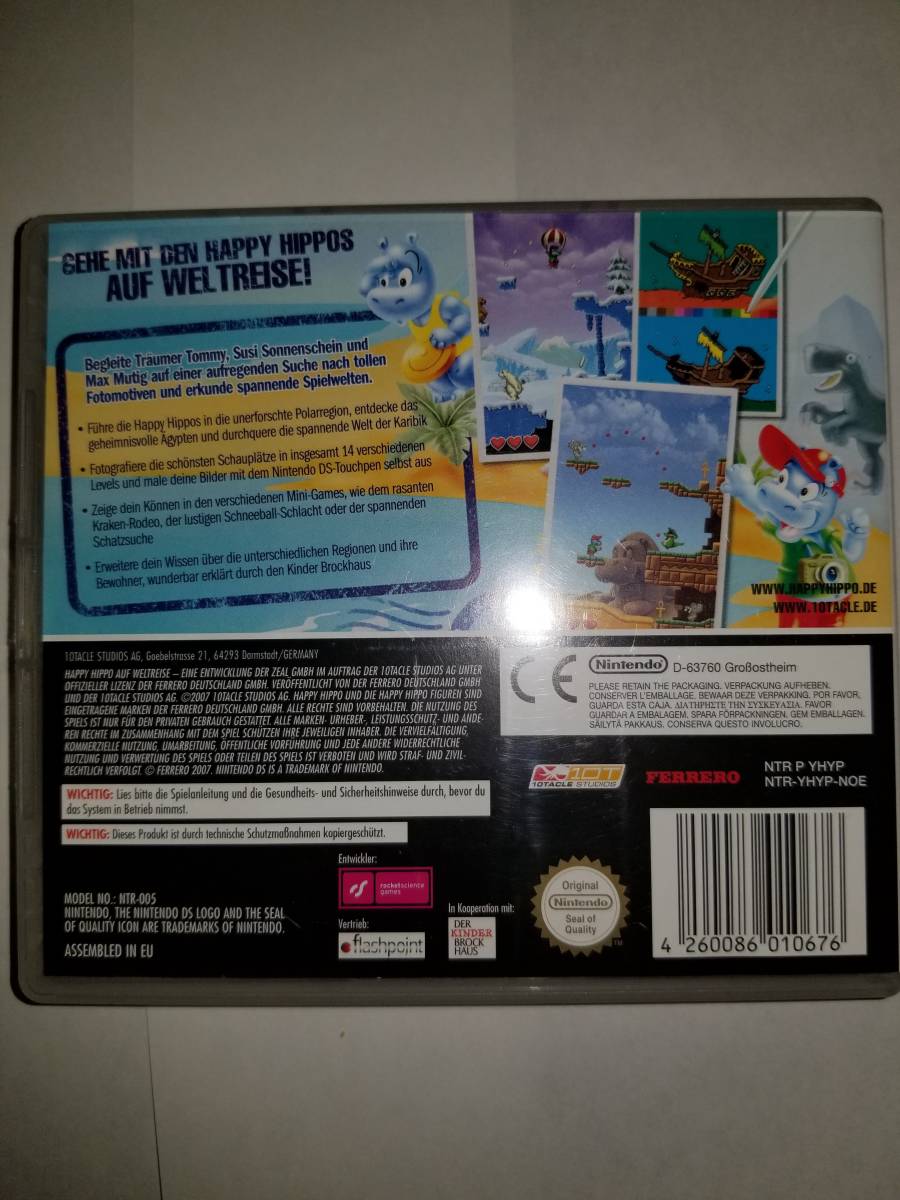 GEHE MIT DEN HAPPY HIPPOS
AUF WELTREISE!
Begleite Träumer Tommy, Susi Sonnenschein und
Max Mutig auf einer aufregenden Suche nach tollen
Fotomotiven und erkunde spannende Spielwelten.
• Führe die Happy Hippos in die unerforschte Polarregion, entdecke das
geheimnisvolle Ägypten und durchquere die spannende Welt der Karibik
• Fotografiere die schönsten Schauplätze in insgesamt 14 verschiedenen
Levels und male deine Bilder mit dem Nintendo DS-Touchpen selbst aus
• Zeige dein Können in den verschiedenen Mini-Games, wie dem rasanten
Kraken-Rodeo, der lustigen Schneeball-Schlacht oder der spannenden
Schatzsuche
• Erweitere dein Wissen über die unterschiedlichen Regionen und ihre
Bewohner, wunderbar erklärt durch den Kinder Brockhaus
WWW.HAPPYHIPPO.DE
WWW.10TACLE.DE
10TACLE STUDIOS AG, Goebelstrasse 21, 64293 Darmstadt/GERMANY
HAPPY HIPPO AUF WELTREISE – EINE ENTWICKLUNG DER ZEAL GMBH IM AUFTRAG DER 10TACLE STUDIOS AG UNTER
OFFIZIELLER LIZENZ DER FERRERO DEUTSCHLAND GMBH. VERÖFFENTLICHT VON DER FERRERO DEUTSCHLAND GMBH
UND DER 10TACLE STUDIOS AG. ©2007 10TACLE STUDIOS AG. HAPPY HIPPO UND DIE HAPPY HIPPO FIGUREN SIND
EINGETRAGENE MARKEN DER FERRERO DEUTSCHLAND GMBH. ALLE RECHTE SIND VORBEHALTEN. DIE NUTZUNG DES
SPIELS IST NUR FÜR DEN PRIVATEN GEBRAUCH GESTATTET. ALLE MARKEN-, URHEBER-, LEISTUNGSSCHUTZ- UND ANDE-
REN RECHTE IM ZUSAMMENHANG MIT DEM SPIEL SCHÜTZEN IHRE JEWEILIGEN INHABER. DIE VERVIELFÄLTIGUNG,
KOMMERZIELLE NUTZUNG, UMARBEITUNG, ÖFFENTLICHE VORFÜHRUNG UND JEDE ANDERE WIDERRECHTLICHE
NUTZUNG UND VERWERTUNG DES SPIELS ODER TEILEN DES SPIELS IST VERBOTEN UND WIRD STRAF- UND ZIVIL-
RECHTLICH VERFOLGT. © FERRERO 2007. NINTENDO DS IS A TRADEMARK OF NINTENDO.
WICHTIG: Lies bitte die Spielanleitung und die Gesundheits- und Sicherheitshinweise durch, bevor du
das System in Betrieb nimmst.
WICHTIG: Dieses Produkt ist durch technische Schutzmaßnahmen kopiergeschützt.
MODEL NO.: NTR-005
NINTENDO, THE NINTENDO DS LOGO AND THE SEAL
OF QUALITY ICON ARE TRADEMARKS OF NINTENDO.
ASSEMBLED IN EU
Entwickler:
rocketscience
games
Vertrieb:
flashpoint
In Kooperation mit:
DER
KINDER
BROCK
HAUS
CE
Nintendo D-63760 Großostheim
PLEASE RETAIN THE PACKAGING. VERPACKUNG AUFHEBEN.
CONSERVER L'EMBALLAGE. BEWAAR DEZE VERPAKKING. POR FAVOR,
GUARDA ESTA CAJA. ΔΙΑΤΗΡΗΣΤΕ ΤΗΝ ΣΥΣΚΕΥΑΣΙΑ. FAVOR
GUARDAR A EMBALAGEM. SPARA FÖRPACKNINGEN. GEM EMBALLAGEN.
SÄILYTÄ PAKKAUS. CONSERVA QUESTO INVOLUCRO.
10T
10TACLE STUDIOS
FERRERO
NTR P YHYP
NTR-YHYP-NOE
Original
Nintendo
Seal of
Quality
TM
4 260086 010676